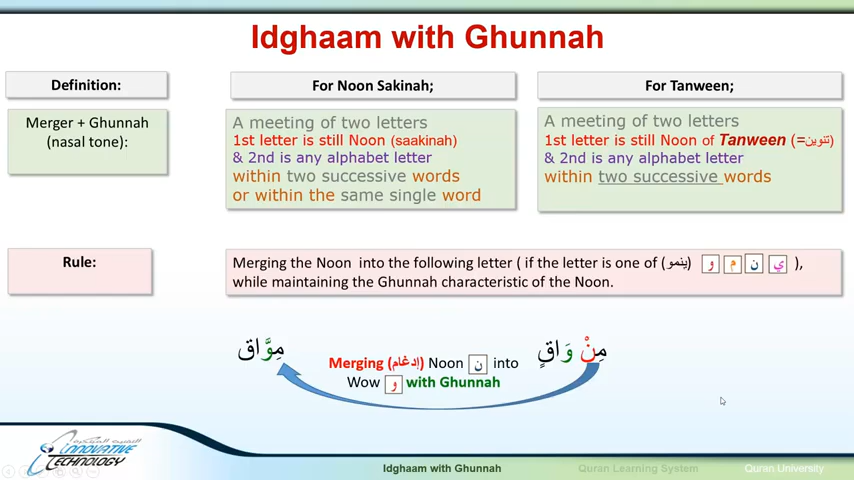 Idghaam with Ghunnah
Definition:
For Noon Sakinah;
For Tanween;
Merger + Ghunnah
(nasal tone):
A meeting of two letters
1st letter is still Noon (saakinah)
& 2nd is any alphabet letter
within two successive words
or within the same single word
A meeting of two letters
1st letter is still Noon of Tanween (=تنوين)
& 2nd is any alphabet letter
within two successive words
Rule:
Merging the Noon into the following letter ( if the letter is one of (ينمو) و م ن ي ),
while maintaining the Ghunnah characteristic of the Noon.
مِنْ وَاقٍ
Merging (إدغام) Noon ن into
Wow و with Ghunnah
مِوَّاق
INNOVATIVE
TECHNOLOGY
Idghaam with Ghunnah
Quran Learning System
Quran University